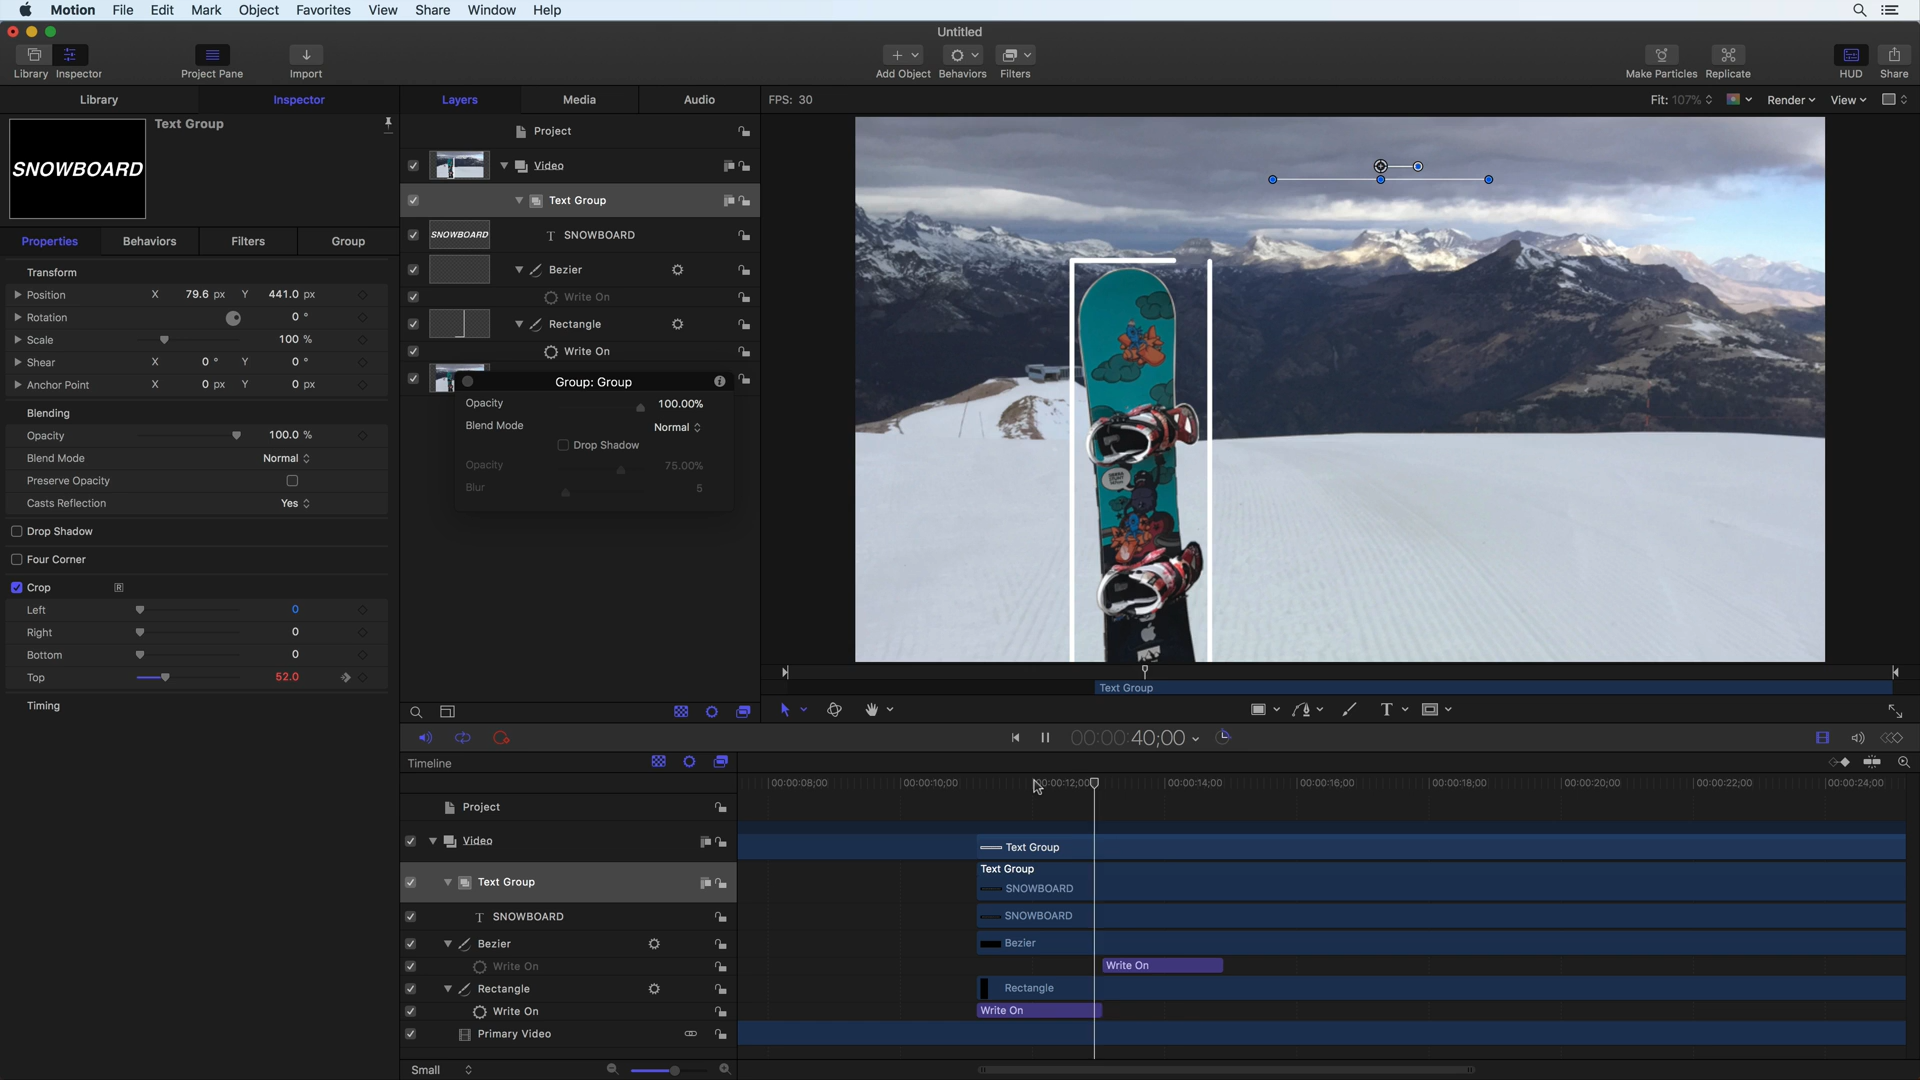 Motion File Edit Mark Object Favorites View Share Window Help
Untitled
Library Inspector Project Pane Import Add Object Behaviors Filters Make Particles Replicate HUD Share
Library Inspector Layers Media Audio FPS: 30 Fit: 107% Render View
Text Group
SNOWBOARD
Properties Behaviors Filters Group
Transform
Position X 79.6 px Y 441.0 px
Rotation 0 °
Scale 100 %
Shear X 0 ° Y 0 °
Anchor Point X 0 px Y 0 px
Blending
Opacity 100.0 %
Blend Mode Normal
Preserve Opacity
Casts Reflection Yes
Drop Shadow
Four Corner
Crop R
Left 0
Right 0
Bottom 0
Top 52.0
Timing
Project
Video
Text Group
SNOWBOARD SNOWBOARD
Bezier
Write On
Rectangle
Write On
Group: Group
Opacity 100.00%
Blend Mode Normal
Drop Shadow
Opacity 75.00%
Blur 5
Text Group
00:00:40;00
Timeline
00:00:08;00 00:00:10;00 00:00:12;00 00:00:14;00 00:00:16;00 00:00:18;00 00:00:20;00 00:00:22;00 00:00:24;00
Project
Video Text Group
Text Group Text Group
SNOWBOARD
SNOWBOARD SNOWBOARD
Bezier Bezier
Write On Write On
Rectangle Rectangle
Write On Write On
Primary Video
Small